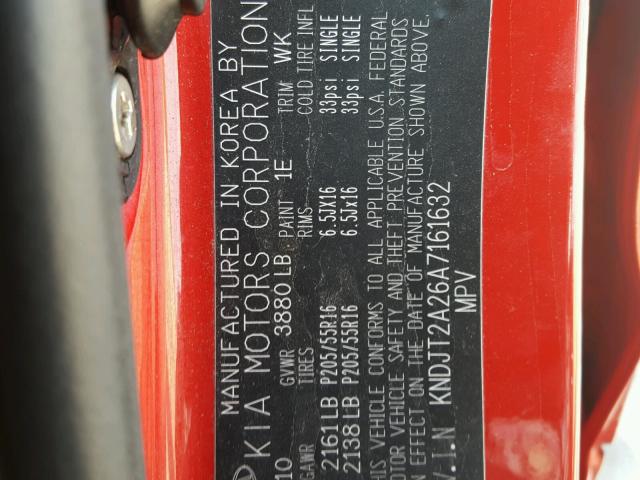 MANUFACTURED IN KOREA BY
KIA MOTORS CORPORATION
10 GVWR 3880 LB PAINT 1E TRIM WK
GAWR TIRES RIMS COLD TIRE INFL
2161 LB P205/55R16 6.5JX16 33psi SINGLE
2138 LB P205/55R16 6.5Jx16 33psi SINGLE
THIS VEHICLE CONFORMS TO ALL APPLICABLE U.S.A. FEDERAL
MOTOR VEHICLE SAFETY AND THEFT PREVENTION STANDARDS
IN EFFECT ON THE DATE OF MANUFACTURE SHOWN ABOVE.
V.I.N KNDJT2A26A7161632
MPV